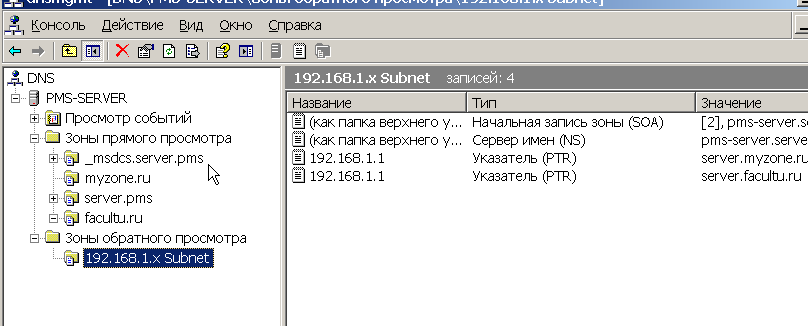 dnsmgmt - [DNS\PMS-SERVER\Зоны обратного просмотра\192.168.1.x Subnet]
Консоль Действие Вид Окно Справка
DNS
PMS-SERVER
Просмотр событий
Зоны прямого просмотра
_msdcs.server.pms
myzone.ru
server.pms
facultu.ru
Зоны обратного просмотра
192.168.1.x Subnet
192.168.1.x Subnet записей: 4
Название Тип Значение
(как папка верхнего у... Начальная запись зоны (SOA) [2], pms-server.se
(как папка верхнего у... Сервер имен (NS) pms-server.server
192.168.1.1 Указатель (PTR) server.myzone.ru
192.168.1.1 Указатель (PTR) server.facultu.ru